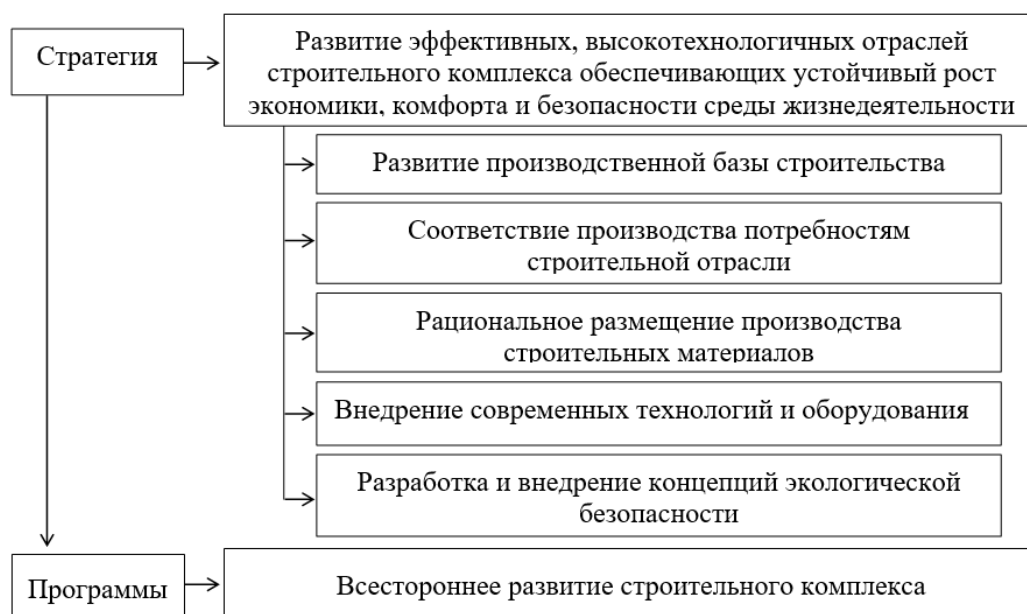 Стратегия
Развитие эффективных, высокотехнологичных отраслей
строительного комплекса обеспечивающих устойчивый рост
экономики, комфорта и безопасности среды жизнедеятельности
Развитие производственной базы строительства
Соответствие производства потребностям
строительной отрасли
Рациональное размещение производства
строительных материалов
Внедрение современных технологий и оборудования
Разработка и внедрение концепций экологической
безопасности
Программы
Всестороннее развитие строительного комплекса